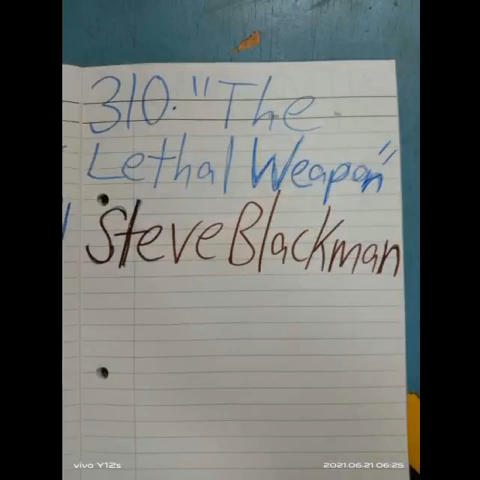 310. "The
Lethal Weapon"
Steve Blackman
vivo Y12s
2021.06.21 06:25